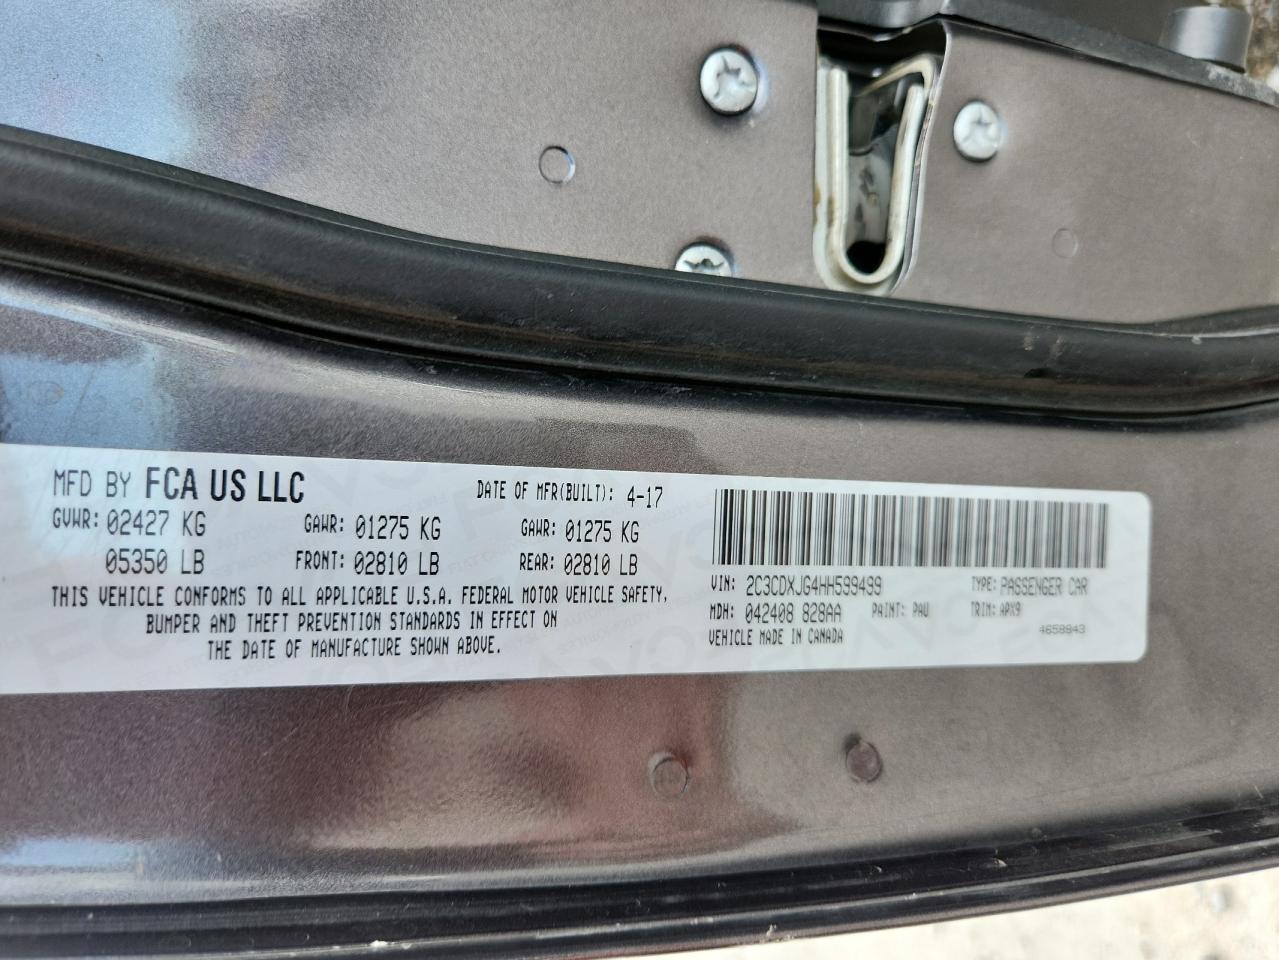 MFD BY FCA US LLC DATE OF MFR(BUILT): 4-17
GVWR: 02427 KG GAWR: 01275 KG GAWR: 01275 KG
05350 LB FRONT: 02810 LB REAR: 02810 LB
THIS VEHICLE CONFORMS TO ALL APPLICABLE U.S.A. FEDERAL MOTOR VEHICLE SAFETY,
BUMPER AND THEFT PREVENTION STANDARDS IN EFFECT ON
THE DATE OF MANUFACTURE SHOWN ABOVE.
VIN: 2C3CDXJG4HH599499 TYPE: PASSENGER CAR
MDH: 042408 828AA PAINT: PAU TRIM: APX9
VEHICLE MADE IN CANADA 4658843